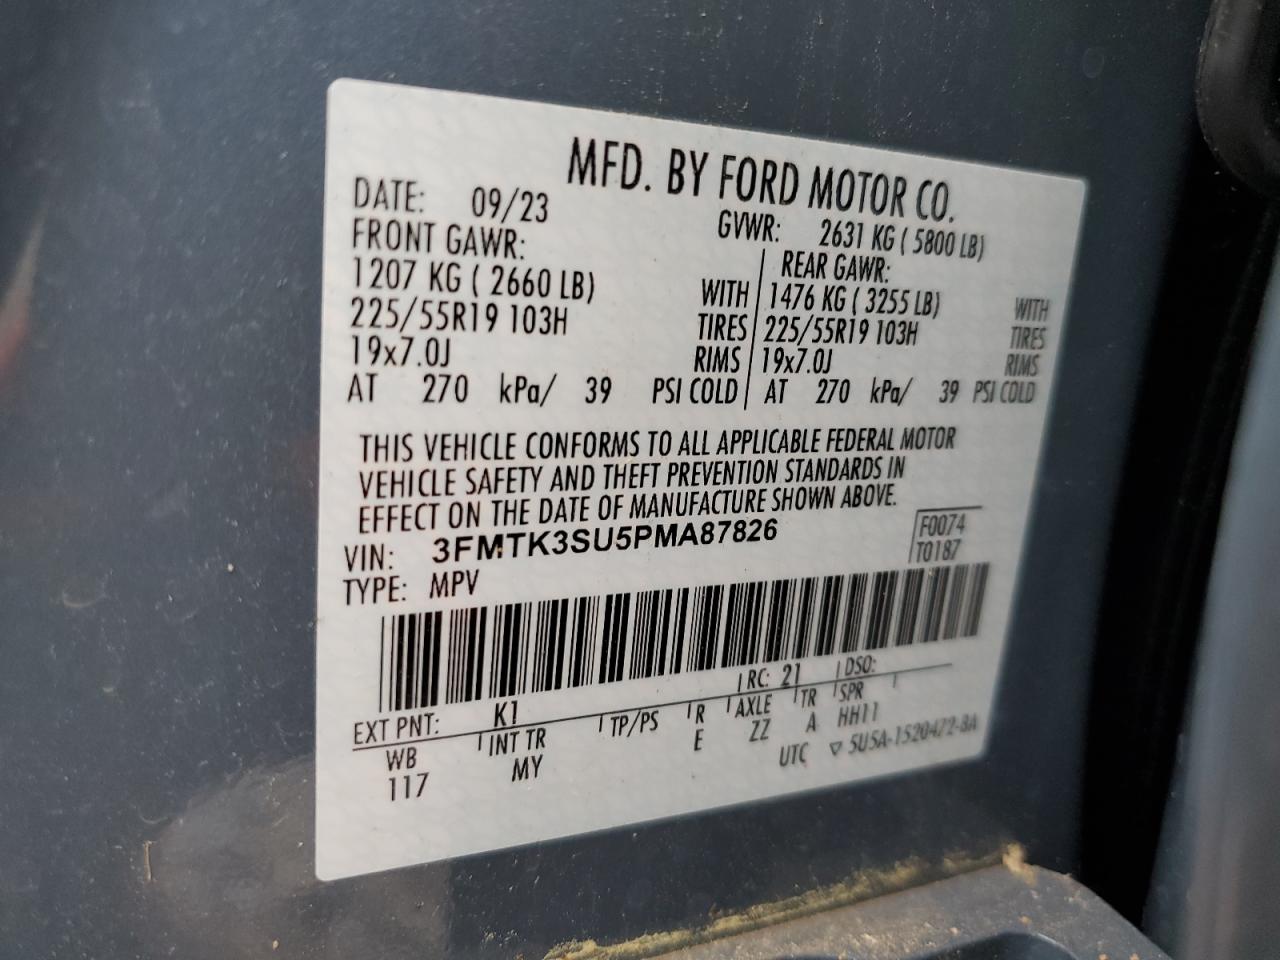 MFD. BY FORD MOTOR CO.
DATE: 09/23 GVWR: 2631 KG ( 5800 LB)
FRONT GAWR: REAR GAWR:
1207 KG ( 2660 LB) WITH 1476 KG ( 3255 LB) WITH
225/55R19 103H TIRES 225/55R19 103H TIRES
19x7.0J RIMS 19x7.0J RIMS
AT 270 kPa/ 39 PSI COLD AT 270 kPa/ 39 PSI COLD
THIS VEHICLE CONFORMS TO ALL APPLICABLE FEDERAL MOTOR
VEHICLE SAFETY AND THEFT PREVENTION STANDARDS IN
EFFECT ON THE DATE OF MANUFACTURE SHOWN ABOVE.
VIN: 3FMTK3SU5PMA87826 F0074
TYPE: MPV T0187
EXT PNT: K1 RC: 21 DSO:
WB INT TR TP/PS R AXLE TR SPR
117 MY E ZZ A HH11
UTC ▽ 5U5A-1520472-BA